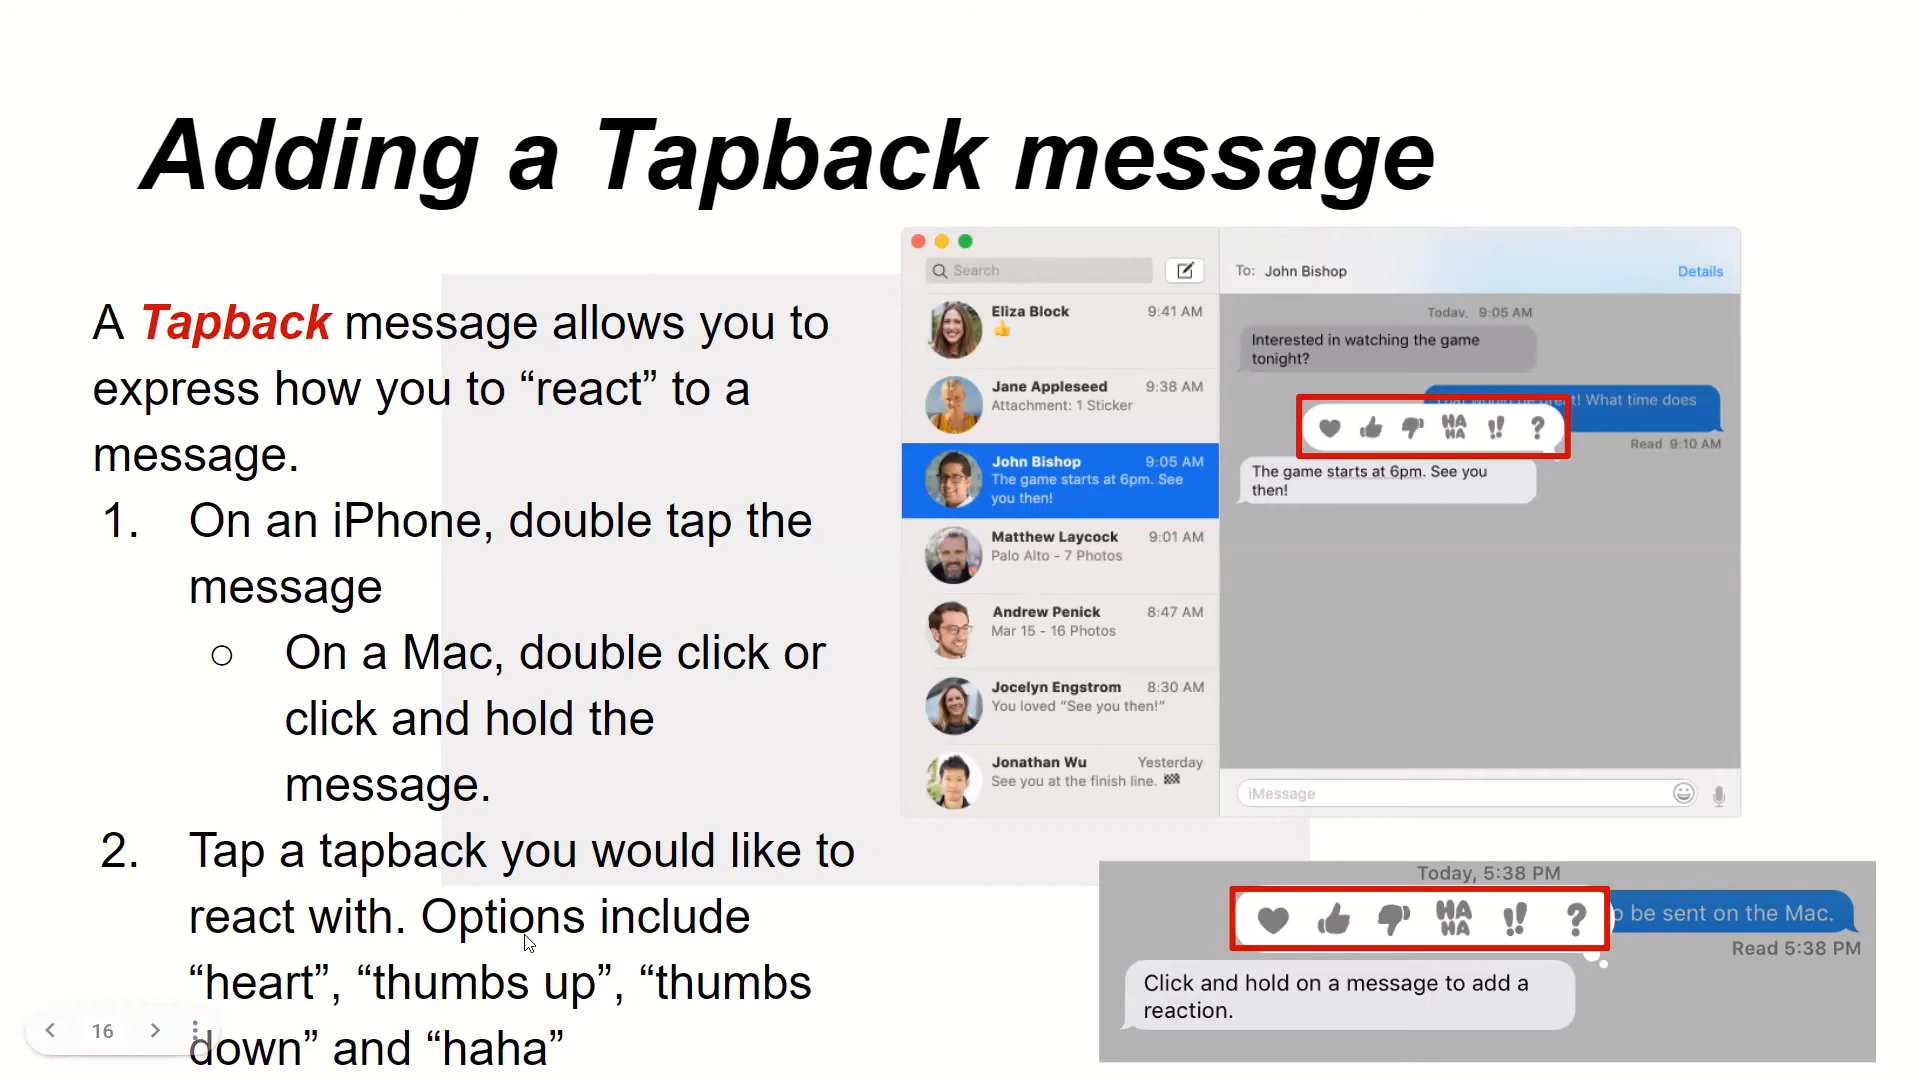 Adding a Tapback message
A Tapback message allows you to
express how you to “react” to a
message.
1. On an iPhone, double tap the
message
○ On a Mac, double click or
click and hold the
message.
2. Tap a tapback you would like to
react with. Options include
“heart”, “thumbs up”, “thumbs
down” and “haha”
16
Search
Eliza Block 9:41 AM
👍
Jane Appleseed 9:38 AM
Attachment: 1 Sticker
John Bishop 9:05 AM
The game starts at 6pm. See
you then!
Matthew Laycock 9:01 AM
Palo Alto - 7 Photos
Andrew Penick 8:47 AM
Mar 15 - 16 Photos
Jocelyn Engstrom 8:30 AM
You loved “See you then!”
Jonathan Wu Yesterday
See you at the finish line. 🏁
To: John Bishop Details
Today, 9:05 AM
Interested in watching the game
tonight?
What time does
HA
HA
!! ?
Read 9:10 AM
The game starts at 6pm. See you
then!
iMessage
Today, 5:38 PM
HA
HA
!! ?
be sent on the Mac.
Read 5:38 PM
Click and hold on a message to add a
reaction.